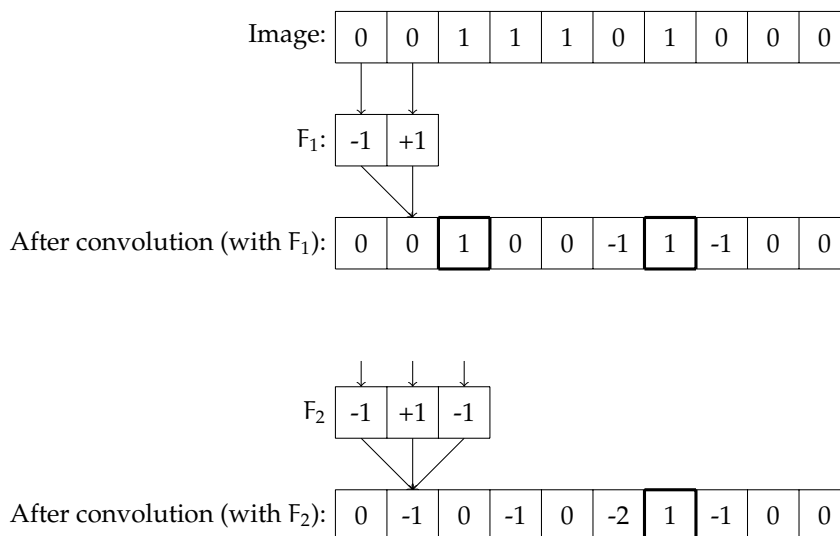 Image: 0 0 1 1 1 0 1 0 0 0
F1: -1 +1
After convolution (with F1): 0 0 1 0 0 -1 1 -1 0 0
F2 -1 +1 -1
After convolution (with F2): 0 -1 0 -1 0 -2 1 -1 0 0